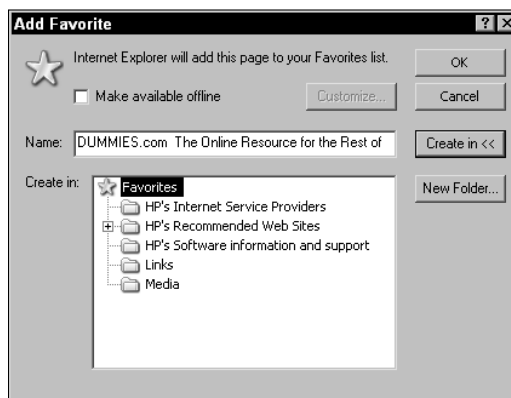 Add Favorite
Internet Explorer will add this page to your Favorites list.
OK
Make available offline
Customize...
Cancel
Name:
DUMMIES.com The Online Resource for the Rest of
Create in <<
Create in:
Favorites
New Folder...
HP's Internet Service Providers
HP's Recommended Web Sites
HP's Software information and support
Links
Media